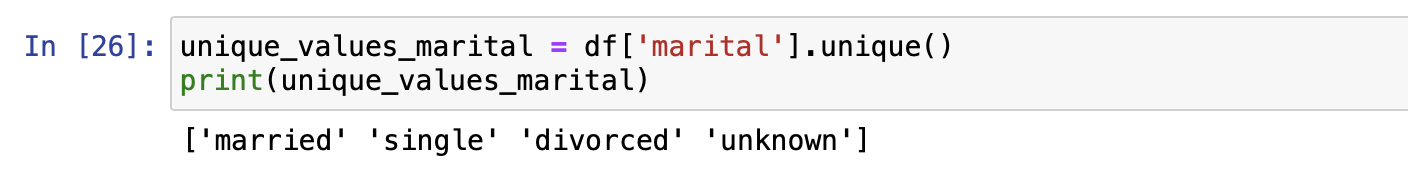 In [26]: unique_values_marital = df['marital'].unique()
print(unique_values_marital)
['married' 'single' 'divorced' 'unknown']